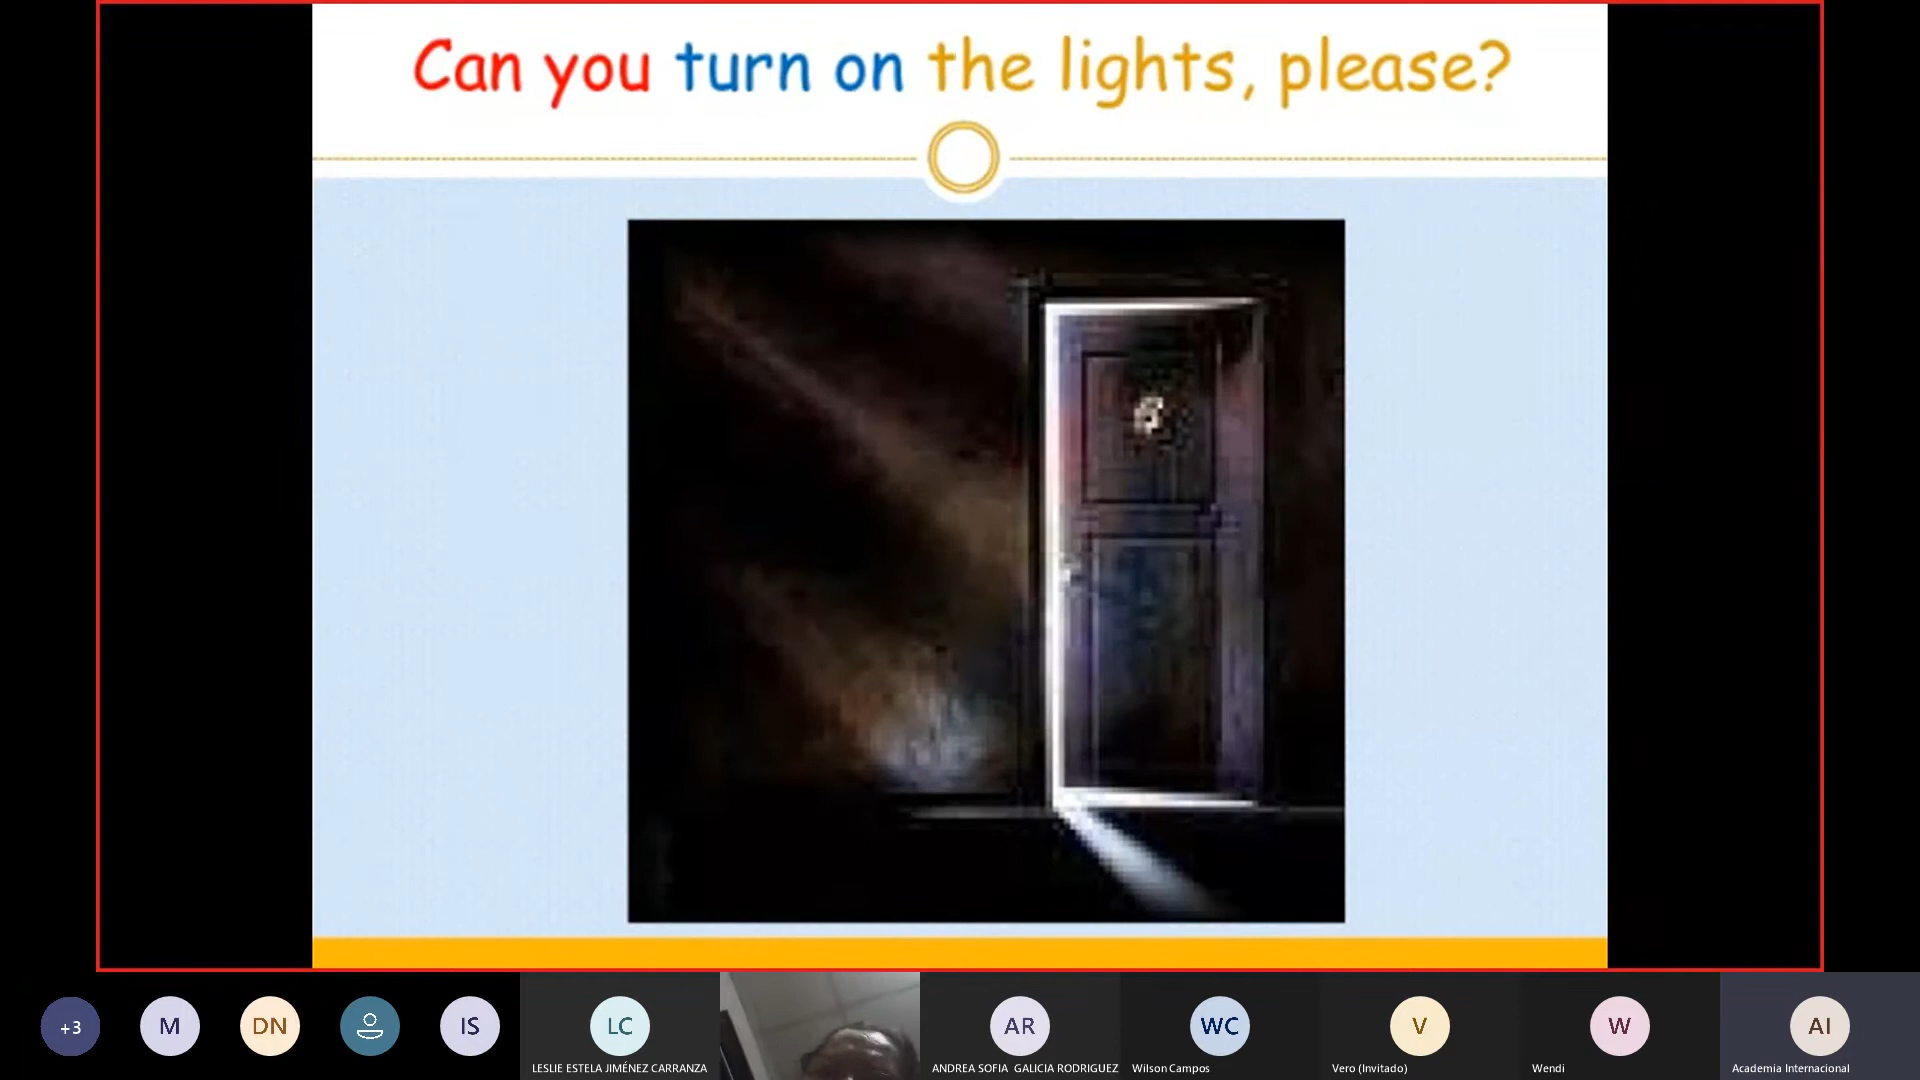 Can you turn on the lights, please?
+3
M
DN
IS
LC
AR
WC
V
W
AI
LESLIE ESTELA JIMÉNEZ CARRANZA
ANDREA SOFIA GALICIA RODRIGUEZ
Wilson Campos
Vero (Invitado)
Wendi
Academia Internacional